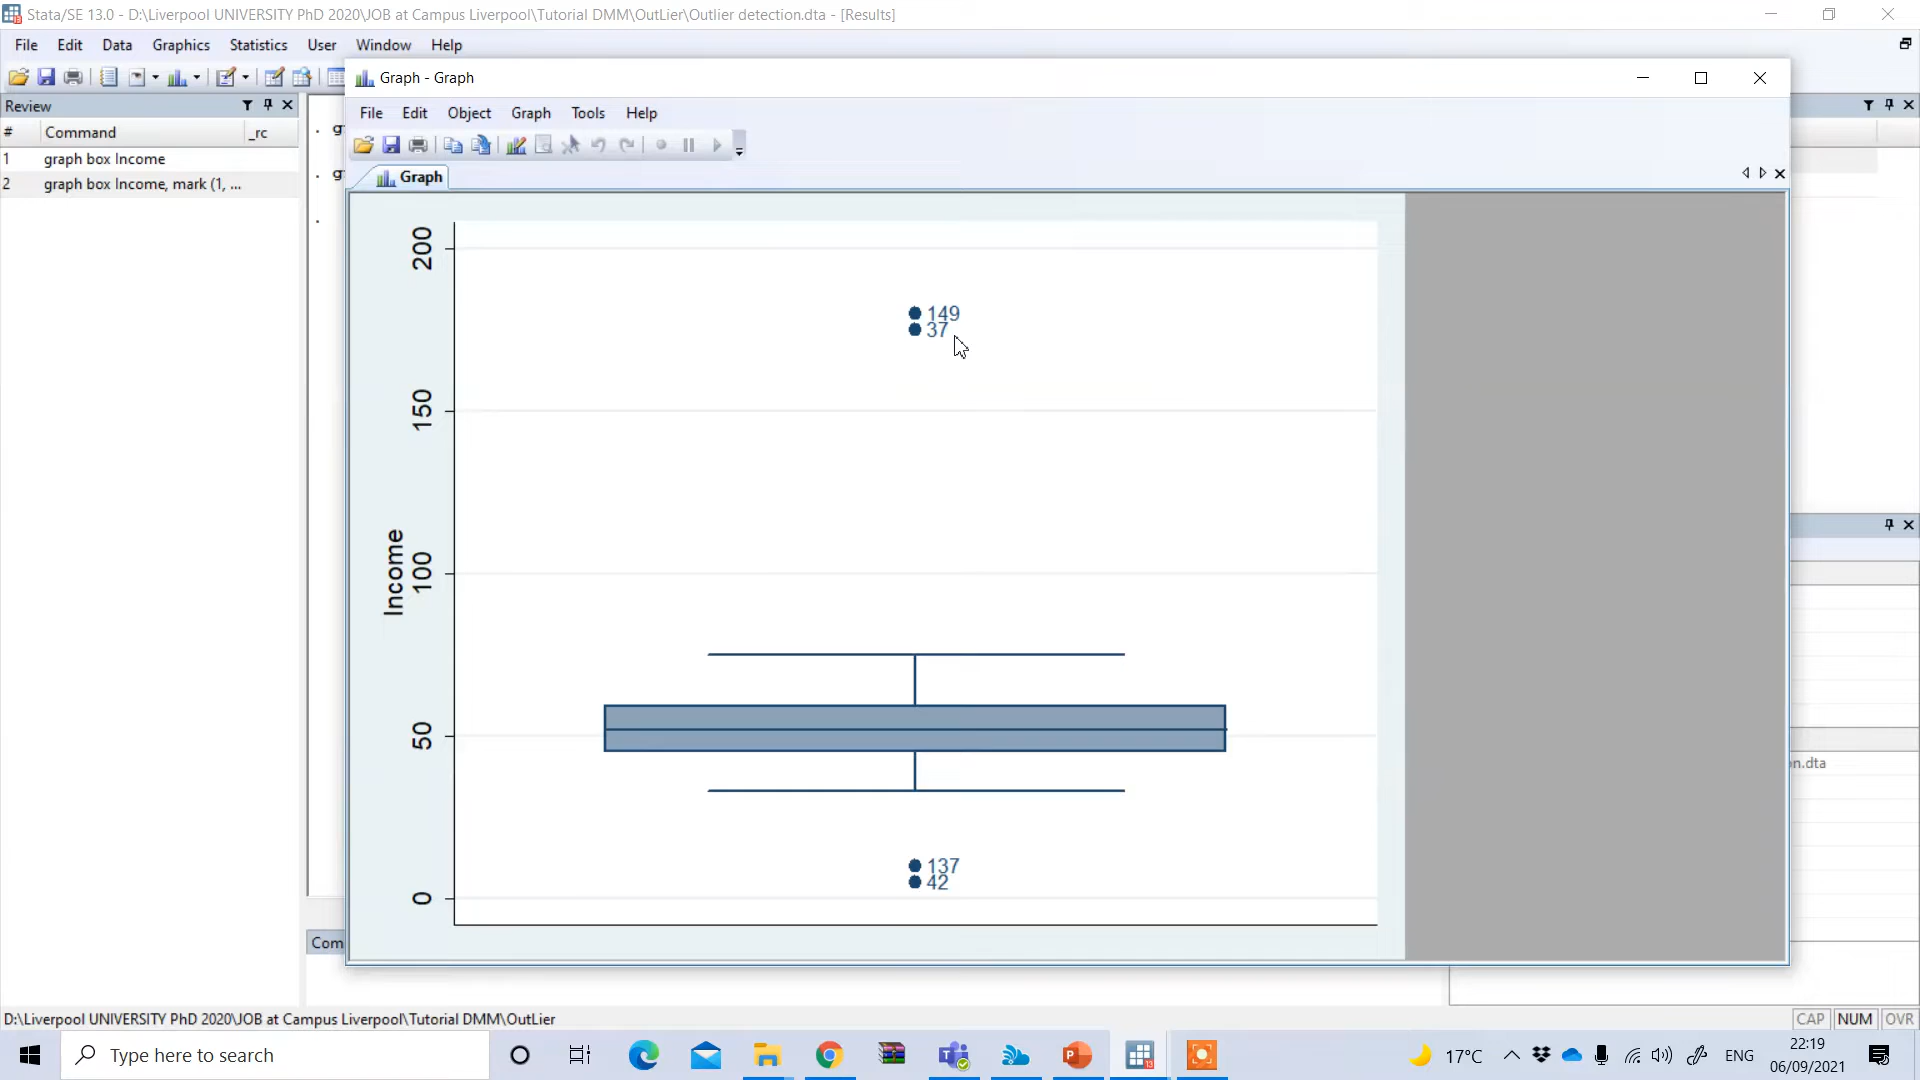 Stata/SE 13.0 - D:\Liverpool UNIVERSITY PhD 2020\JOB at Campus Liverpool\Tutorial DMM\OutLier\Outlier detection.dta - [Results]
File Edit Data Graphics Statistics User Window Help
Graph - Graph
Review
# Command _rc
1 graph box Income
2 graph box Income, mark (1, ...
. g
. g
.
File Edit Object Graph Tools Help
Graph
200
150
100
50
0
Income
149
37
137
42
n.dta
Com
D:\Liverpool UNIVERSITY PhD 2020\JOB at Campus Liverpool\Tutorial DMM\OutLier
CAP NUM OVR
Type here to search
17°C
ENG
22:19
06/09/2021